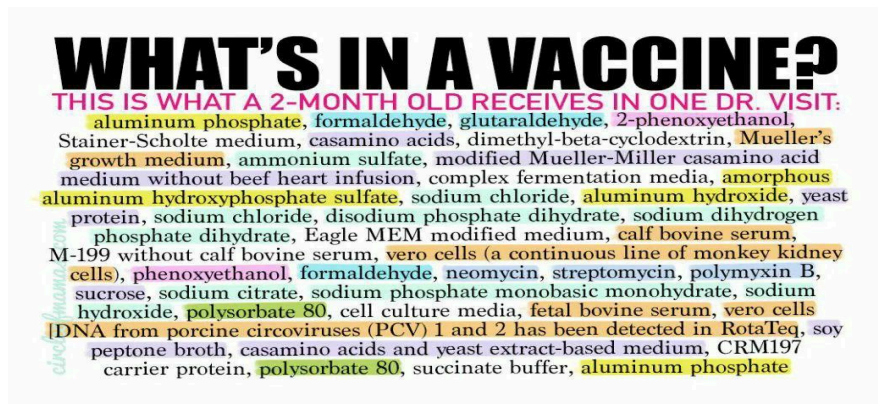 WHAT'S IN A VACCINE?
THIS IS WHAT A 2-MONTH OLD RECEIVES IN ONE DR. VISIT:
aluminum phosphate, formaldehyde, glutaraldehyde, 2-phenoxyethanol,
Stainer-Scholte medium, casamino acids, dimethyl-beta-cyclodextrin, Mueller's
growth medium, ammonium sulfate, modified Mueller-Miller casamino acid
medium without beef heart infusion, complex fermentation media, amorphous
aluminum hydroxyphosphate sulfate, sodium chloride, aluminum hydroxide, yeast
protein, sodium chloride, disodium phosphate dihydrate, sodium dihydrogen
phosphate dihydrate, Eagle MEM modified medium, calf bovine serum,
M-199 without calf bovine serum, vero cells (a continuous line of monkey kidney
cells), phenoxyethanol, formaldehyde, neomycin, streptomycin, polymyxin B,
sucrose, sodium citrate, sodium phosphate monobasic monohydrate, sodium
hydroxide, polysorbate 80, cell culture media, fetal bovine serum, vero cells
[DNA from porcine circoviruses (PCV) 1 and 2 has been detected in RotaTeq, soy
peptone broth, casamino acids and yeast extract-based medium, CRM197
carrier protein, polysorbate 80, succinate buffer, aluminum phosphate
circleofmama.com